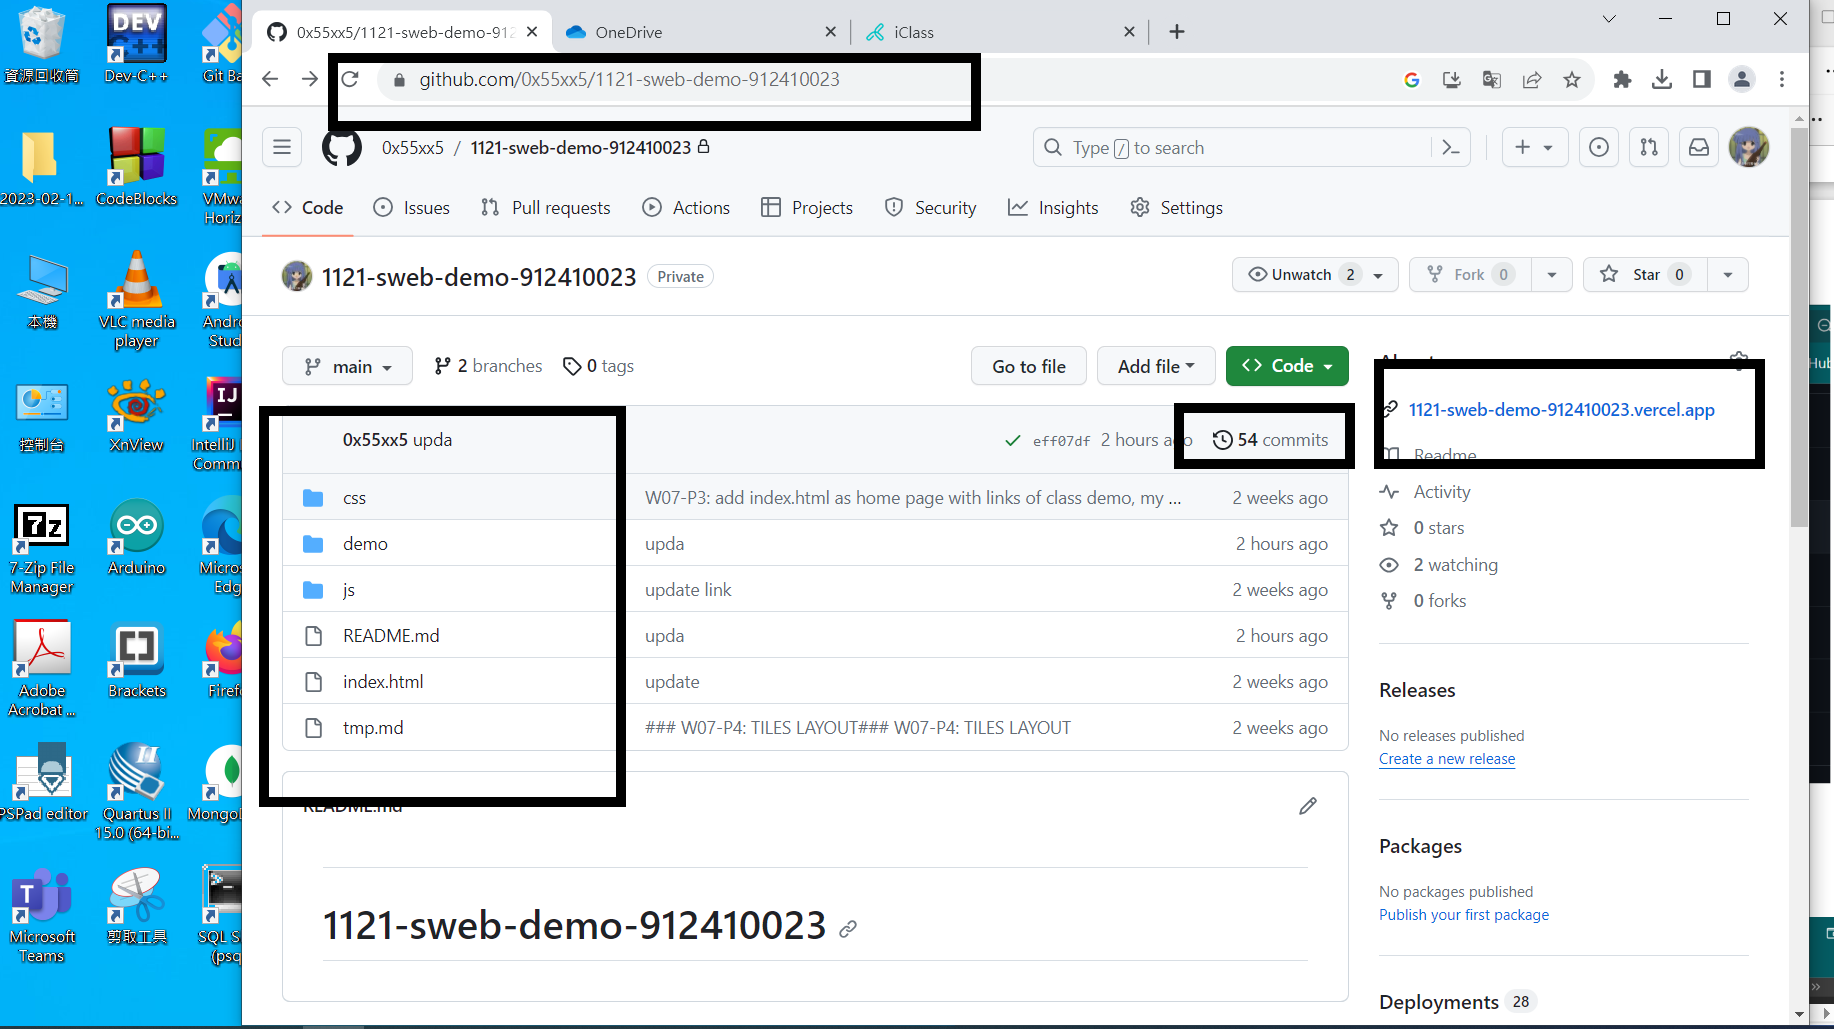 0x55xx5/1121-sweb-demo-912
OneDrive
iClass
github.com/0x55xx5/1121-sweb-demo-912410023
0x55xx5 / 1121-sweb-demo-912410023
Type / to search
Code
Issues
Pull requests
Actions
Projects
Security
Insights
Settings
1121-sweb-demo-912410023 Private
Unwatch 2
Fork 0
Star 0
main
2 branches
0 tags
Go to file
Add file
Code
0x55xx5 upda
eff07df 2 hours ago
54 commits
css W07-P3: add index.html as home page with links of class demo, my ... 2 weeks ago
demo upda 2 hours ago
js update link 2 weeks ago
README.md upda 2 hours ago
index.html update 2 weeks ago
tmp.md ### W07-P4: TILES LAYOUT### W07-P4: TILES LAYOUT 2 weeks ago
README.md
1121-sweb-demo-912410023
About
1121-sweb-demo-912410023.vercel.app
Readme
Activity
0 stars
2 watching
0 forks
Releases
No releases published
Create a new release
Packages
No packages published
Publish your first package
Deployments 28
資源回收筒
DEV C++
Dev-C++
Git Ba
2023-02-1...
CodeBlocks
VMwa
Horiz
本機
VLC media
player
Andro
Stud
控制台
XnView
IJ
IntelliJ
Comm
7z
7-Zip File
Manager
Arduino
Micros
Edg
Adobe
Acrobat ...
Brackets
Firef
PSPad editor
II
Quartus II
15.0 (64-bi...
Mongo
T
Microsoft
Teams
剪取工具
SQL S
(psq
Hub